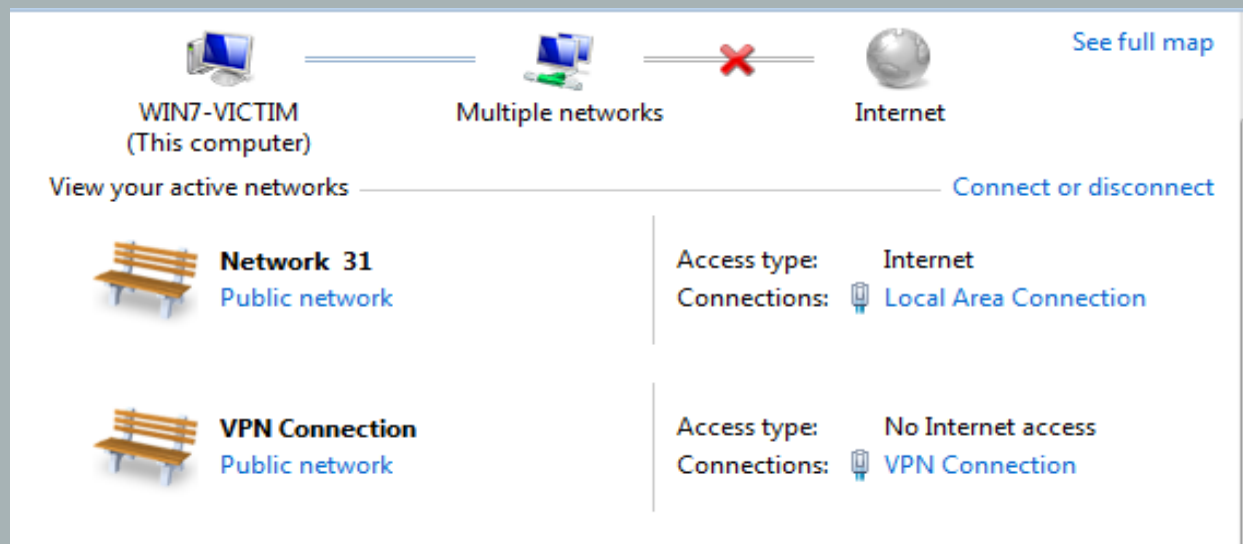 See full map
WIN7-VICTIM
(This computer)
Multiple networks
Internet
View your active networks
Connect or disconnect
Network 31
Public network
Access type: Internet
Connections: Local Area Connection
VPN Connection
Public network
Access type: No Internet access
Connections: VPN Connection